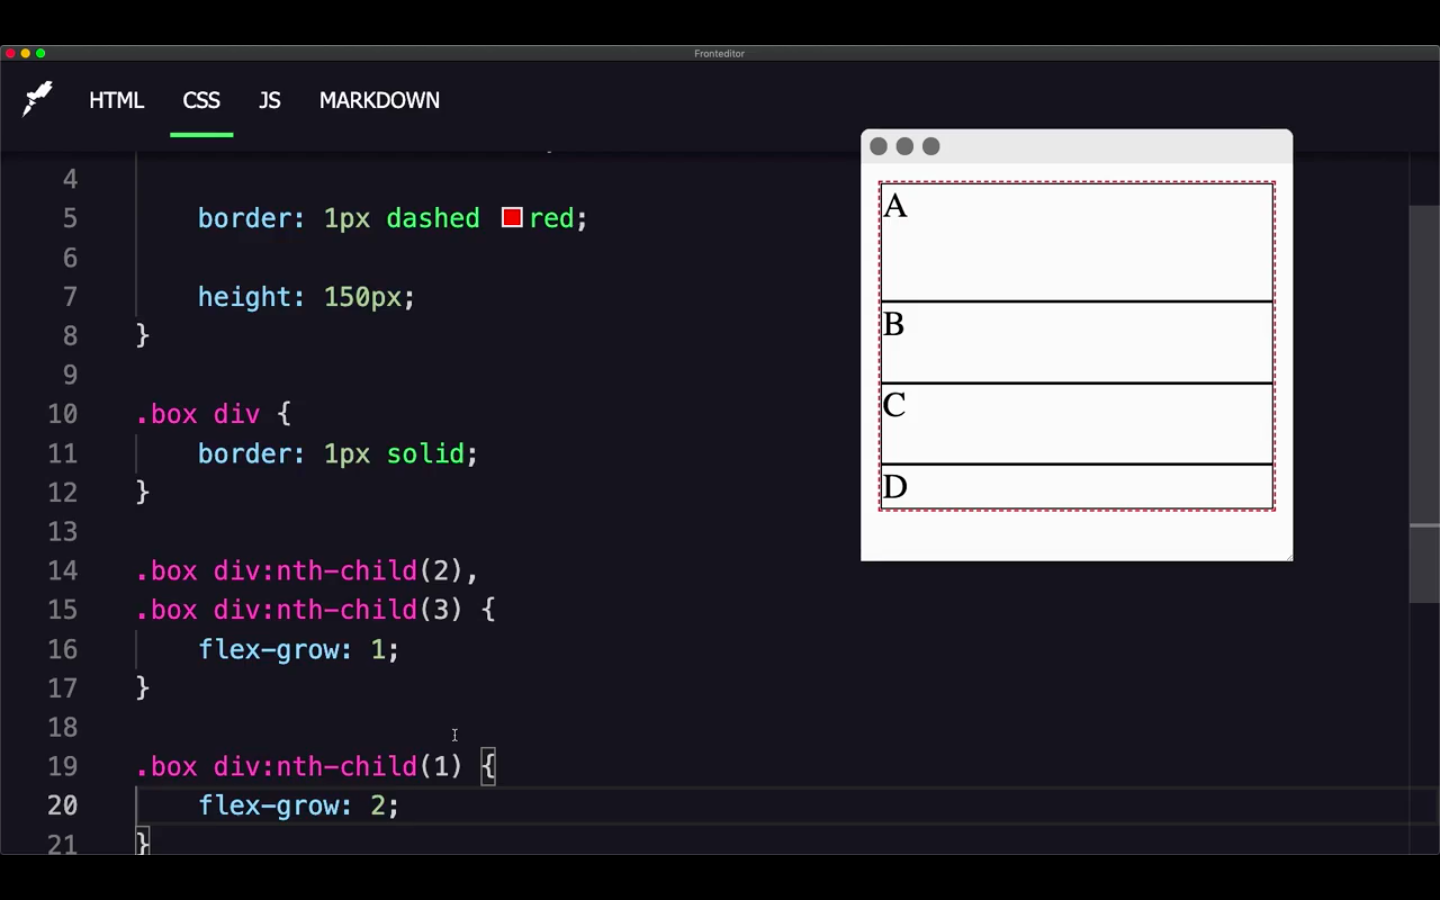 Fronteditor
HTML CSS JS MARKDOWN
4
5 border: 1px dashed red;
6
7 height: 150px;
8 }
9
10 .box div {
11 border: 1px solid;
12 }
13
14 .box div:nth-child(2),
15 .box div:nth-child(3) {
16 flex-grow: 1;
17 }
18
19 .box div:nth-child(1) {
20 flex-grow: 2;
21 }
A
B
C
D